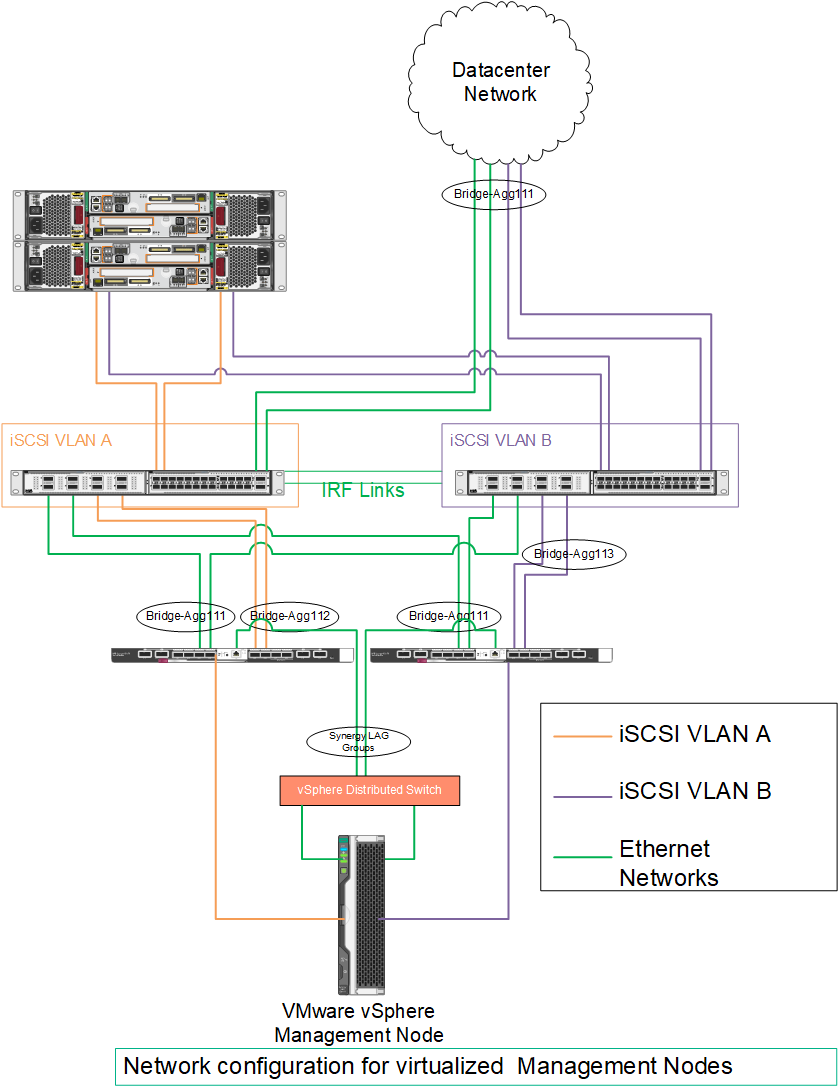 Datacenter
Network
Bridge-Agg111
iSCSI VLAN A
iSCSI VLAN B
IRF Links
Bridge-Agg113
Bridge-Agg111
Bridge-Agg112
Bridge-Agg111
Synergy LAG
Groups
vSphere Distributed Switch
iSCSI VLAN A
iSCSI VLAN B
Ethernet
Networks
VMware vSphere
Management Node
Network configuration for virtualized  Management Nodes